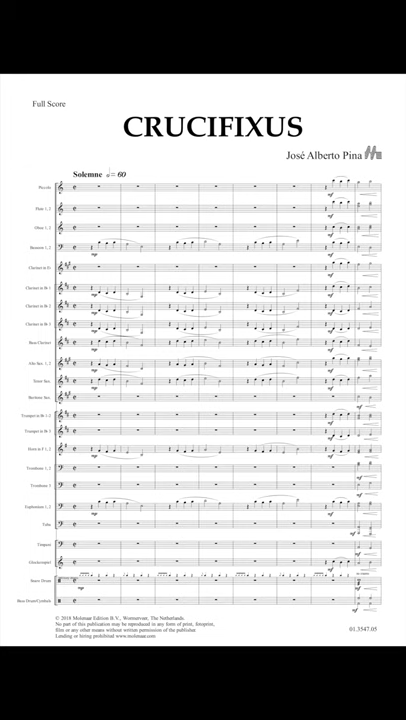 Full Score
CRUCIFIXUS
José Alberto Pina
Solemne ♩= 60
Piccolo
Flute 1, 2
Oboe 1, 2
Bassoon 1, 2
Clarinet in E♭
Clarinet in B♭ 1
Clarinet in B♭ 2
Clarinet in B♭ 3
Bass Clarinet
Alto Sax. 1, 2
Tenor Sax.
Baritone Sax.
Trumpet in B♭ 1-2
Trumpet in B♭ 3
Horn in F 1, 2
Trombone 1, 2
Trombone 3
Euphonium 1, 2
Tuba
Timpani
Glockenspiel
Snare Drum
Bass Drum/Cymbals
© 2018 Molenaar Edition B.V., Wormerveer, The Netherlands.
No part of this publication may be reproduced in any form of print, fotoprint,
film or any other means without written permission of the publisher.
Lending or hiring prohibited www.molenaar.com
01.3547.05